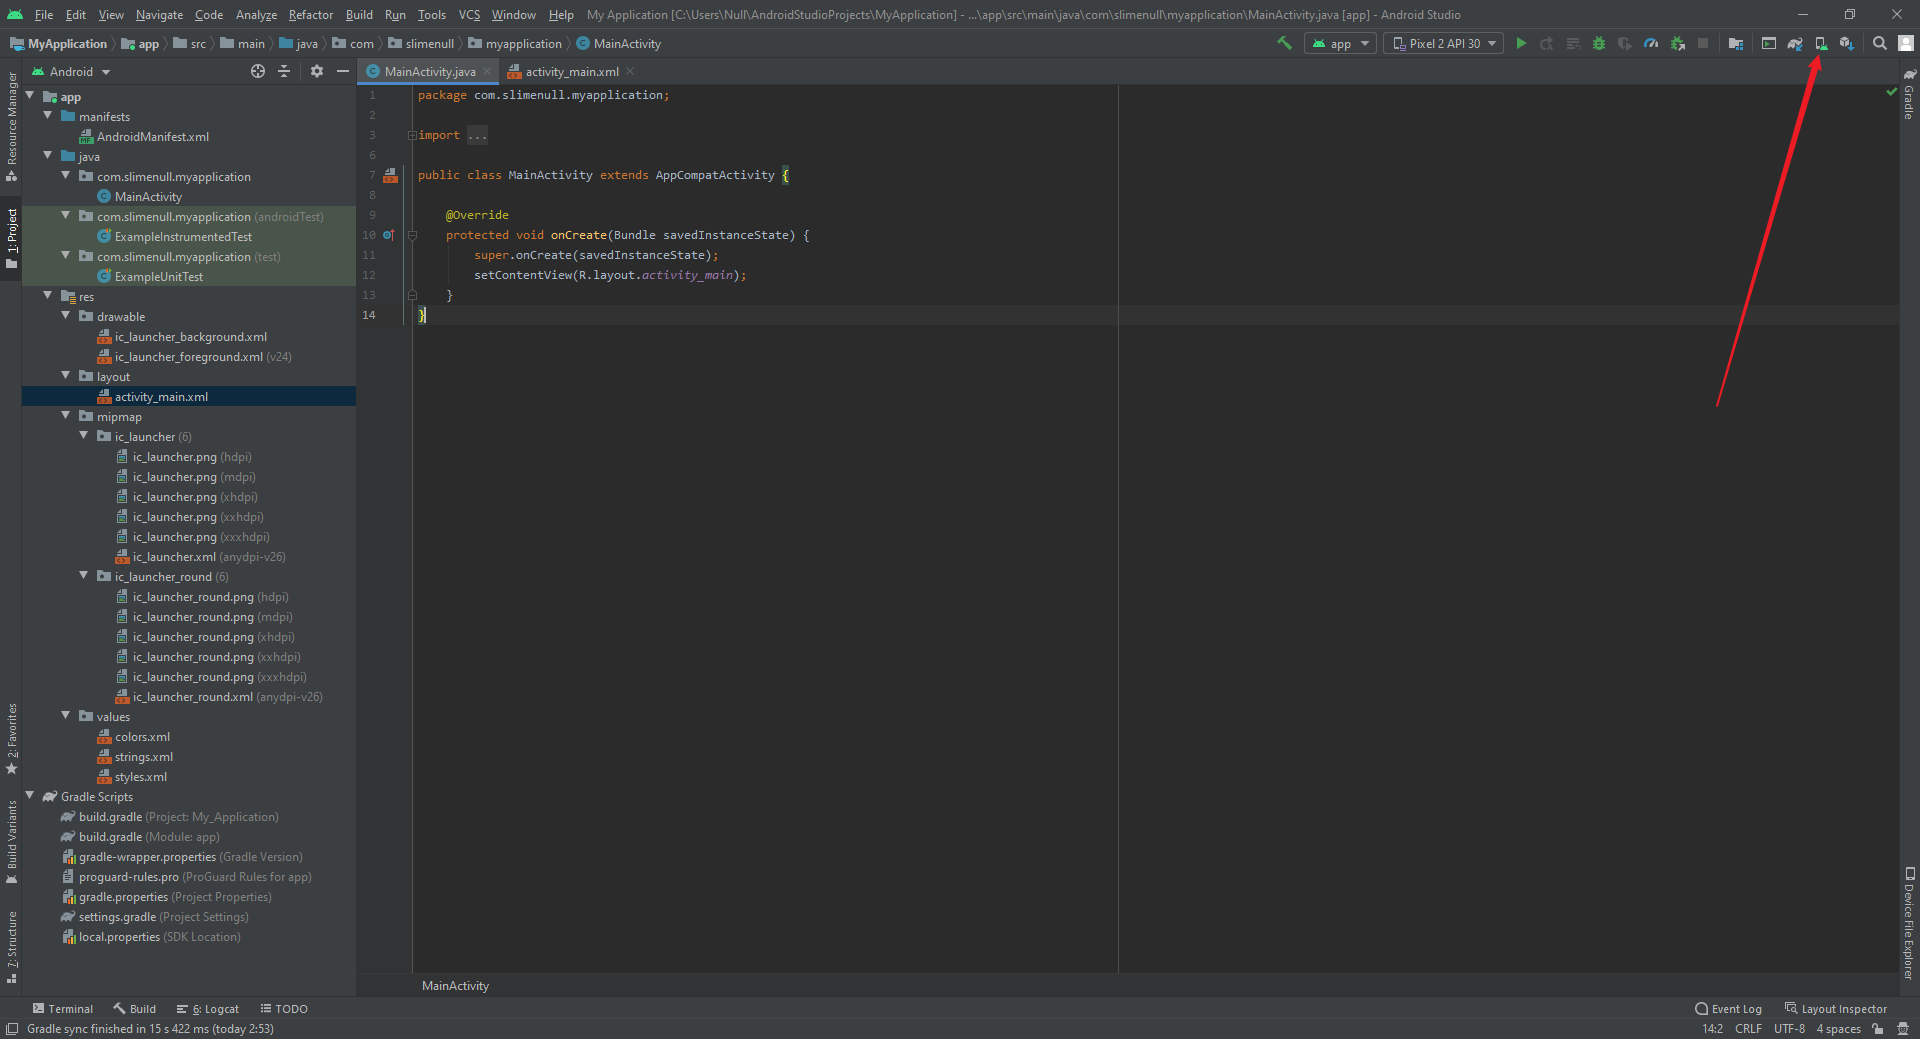 File Edit View Navigate Code Analyze Refactor Build Run Tools VCS Window Help My Application [C:\Users\Null\AndroidStudioProjects\MyApplication] - ...\app\src\main\java\com\slimenull\myapplication\MainActivity.java [app] - Android Studio
MyApplication app src main java com slimenull myapplication MainActivity app Pixel 2 API 30
Android
MainActivity.java activity_main.xml
Resource Manager
1: Project
2: Favorites
Build Variants
7: Structure
app
manifests
AndroidManifest.xml
java
com.slimenull.myapplication
MainActivity
com.slimenull.myapplication (androidTest)
ExampleInstrumentedTest
com.slimenull.myapplication (test)
ExampleUnitTest
res
drawable
ic_launcher_background.xml
ic_launcher_foreground.xml (v24)
layout
activity_main.xml
mipmap
ic_launcher (6)
ic_launcher.png (hdpi)
ic_launcher.png (mdpi)
ic_launcher.png (xhdpi)
ic_launcher.png (xxhdpi)
ic_launcher.png (xxxhdpi)
ic_launcher.xml (anydpi-v26)
ic_launcher_round (6)
ic_launcher_round.png (hdpi)
ic_launcher_round.png (mdpi)
ic_launcher_round.png (xhdpi)
ic_launcher_round.png (xxhdpi)
ic_launcher_round.png (xxxhdpi)
ic_launcher_round.xml (anydpi-v26)
values
colors.xml
strings.xml
styles.xml
Gradle Scripts
build.gradle (Project: My_Application)
build.gradle (Module: app)
gradle-wrapper.properties (Gradle Version)
proguard-rules.pro (ProGuard Rules for app)
gradle.properties (Project Properties)
settings.gradle (Project Settings)
local.properties (SDK Location)
1 package com.slimenull.myapplication;
2
3 import ...
6
7 public class MainActivity extends AppCompatActivity {
8
9 @Override
10 protected void onCreate(Bundle savedInstanceState) {
11 super.onCreate(savedInstanceState);
12 setContentView(R.layout.activity_main);
13 }
14 }
MainActivity
Gradle
Device File Explorer
Terminal Build 6: Logcat TODO Event Log Layout Inspector
Gradle sync finished in 15 s 422 ms (today 2:53) 14:2 CRLF UTF-8 4 spaces